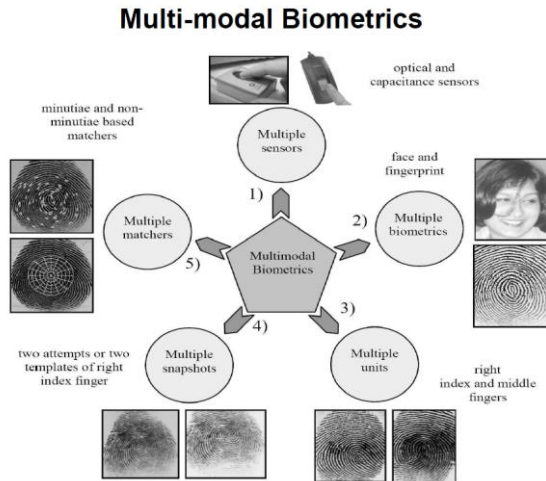 Multi-modal Biometrics
optical and
capacitance sensors
minutiae and non-
minutiae based
matchers
Multiple
sensors
face and
fingerprint
1)
2)
Multiple
matchers
Multiple
biometrics
5)
Multimodal
Biometrics
3)
4)
two attempts or two
templates of right
index finger
Multiple
snapshots
Multiple
units
right
index and middle
fingers